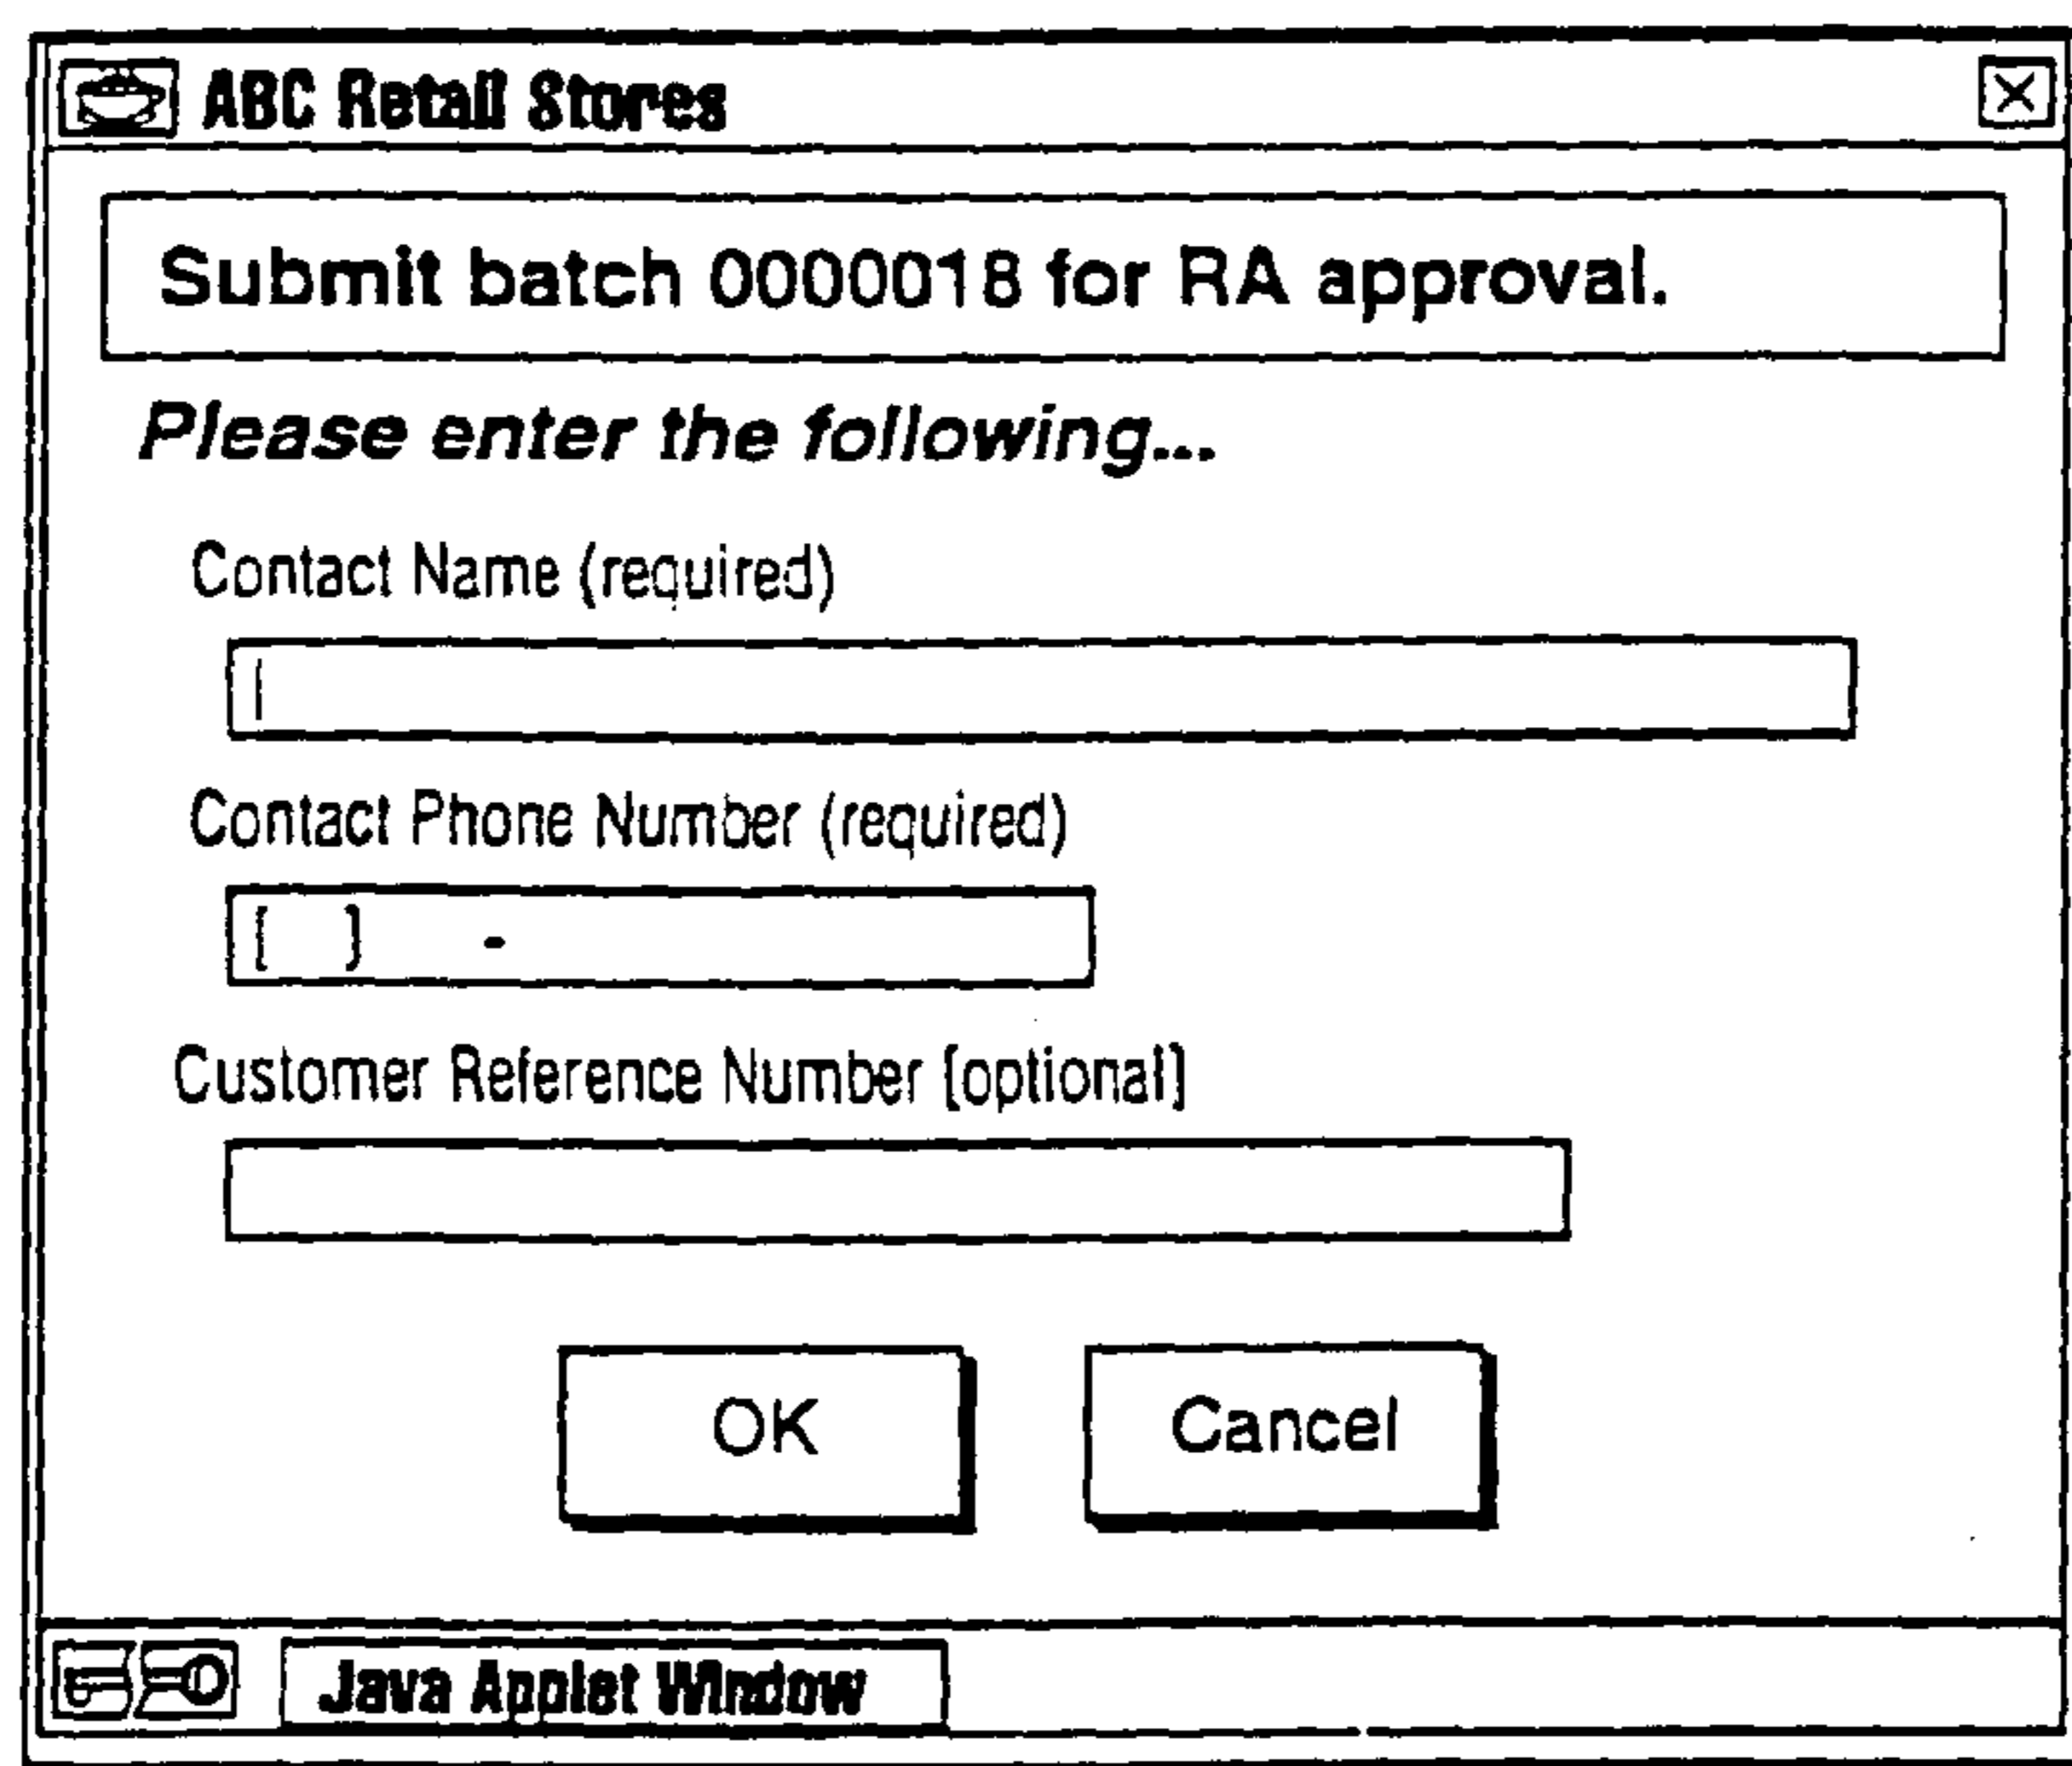 ABC Retail Stores
Submit batch 0000018 for RA approval.
Please enter the following...
Contact Name (required)
Contact Phone Number (required)
( ) -
Customer Reference Number [optional]
OK Cancel
Java Applet Window